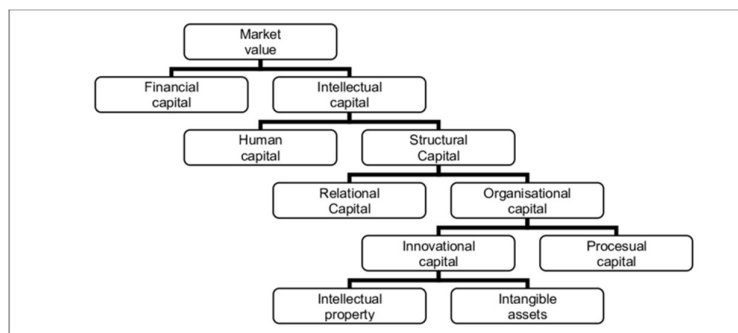 Market
value
Financial
capital
Intellectual
capital
Human
capital
Structural
Capital
Relational
Capital
Organisational
capital
Innovational
capital
Procesual
capital
Intellectual
property
Intangible
assets